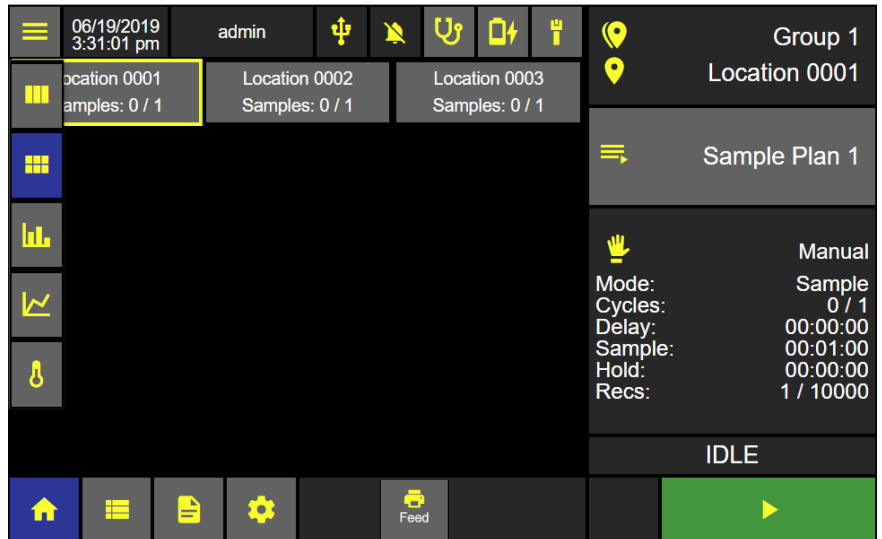 06/19/2019
3:31:01 pm
admin
Group 1
Location 0001
ocation 0001
amples: 0 / 1
Location 0002
Samples: 0 / 1
Location 0003
Samples: 0 / 1
Sample Plan 1
Manual
Mode: Sample
Cycles: 0 / 1
Delay: 00:00:00
Sample: 00:01:00
Hold: 00:00:00
Recs: 1 / 10000
IDLE
Feed